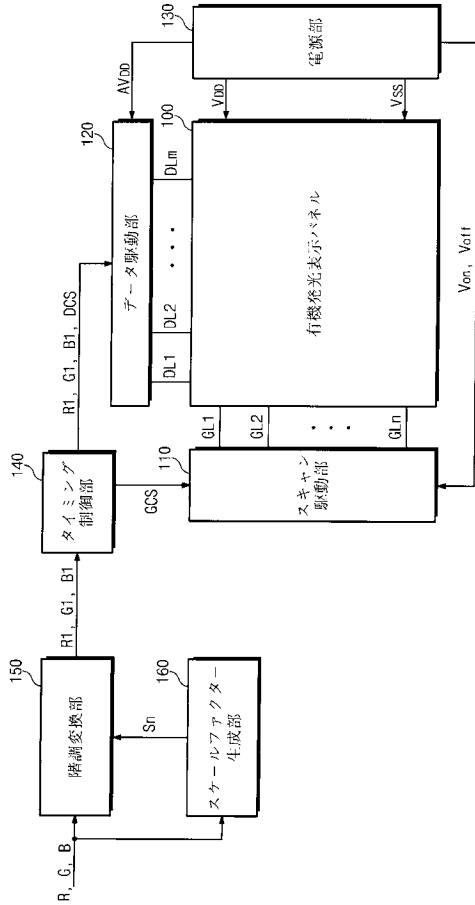 R, G, B
150
階調変換部
160
スケールファクター
生成部
Sn
R1, G1, B1
140
タイミング
制御部
R1, G1, B1, DCS
GCS
110
スキャン
駆動部
120
データ駆動部
DL1
DL2
・・・
DLm
GL1
GL2
・・・
GLn
100
有機発光表示パネル
130
電源部
AVDD
VDD
VSS
Von, Voff